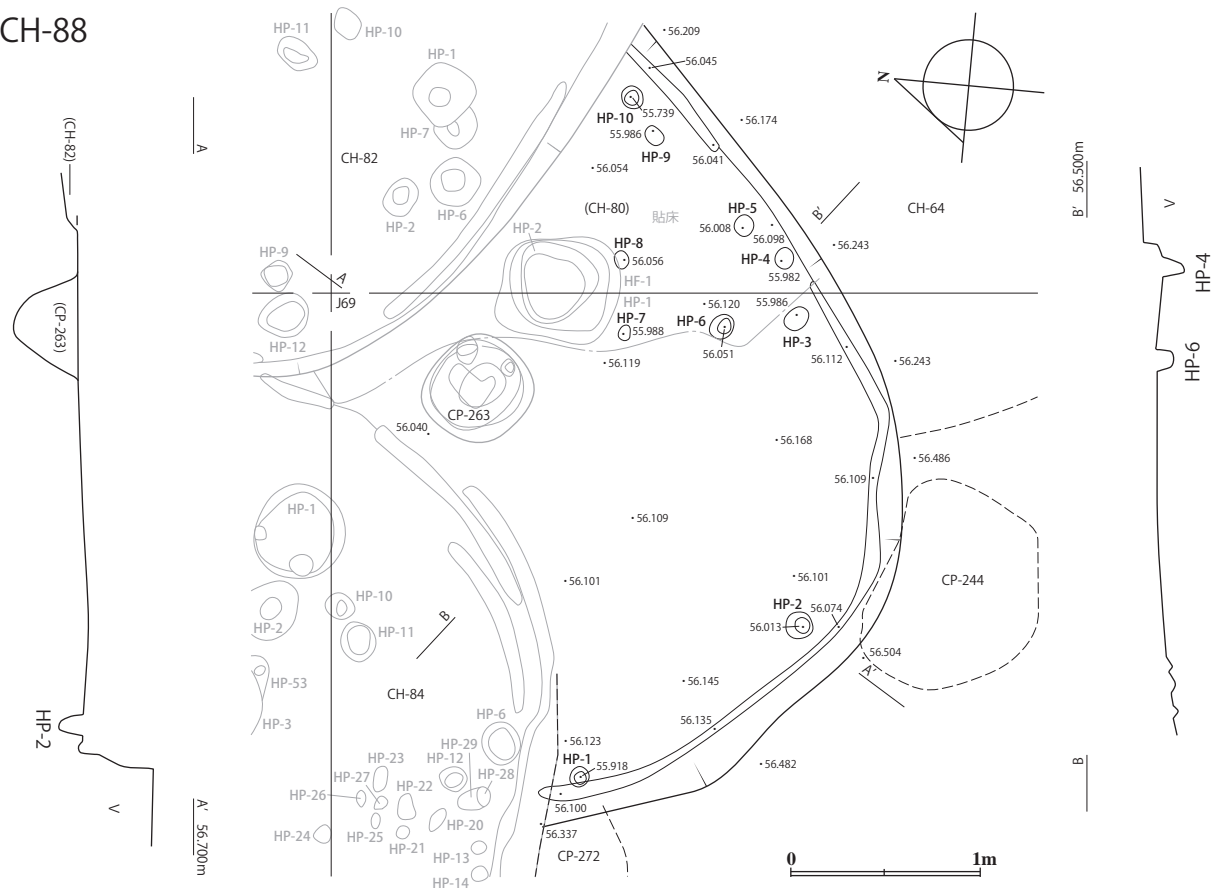 CH-88
HP-11
HP-10
HP-1
HP-7
CH-82
HP-2
HP-6
HP-9
A
J69
HP-12
56.209
56.045
HP-10
55.739
55.986
HP-9
56.174
56.041
56.054
(CH-80)
貼床
HP-2
HP-5
56.008
56.098
B'
CH-64
N
HP-8
56.056
HP-4
55.982
56.243
HF-1
HP-1
56.120
55.986
HP-7
55.988
HP-6
56.051
HP-3
56.119
56.112
56.243
CP-263
56.040
56.168
56.486
56.109
56.109
HP-1
56.101
56.101
CP-244
HP-10
HP-2
HP-11
B
HP-2
56.074
56.013
56.504
A'
HP-53
HP-3
CH-84
56.145
56.135
HP-6
HP-29
56.123
HP-23
HP-12
HP-1
55.918
56.482
HP-27
HP-28
HP-26
HP-22
56.100
HP-24
HP-25
HP-20
HP-21
56.337
HP-13
CP-272
HP-14
0
1m
(CH-82)
A
(CP-263)
HP-2
V
A' 56.700m
B' 56.500m
V
HP-4
HP-6
B